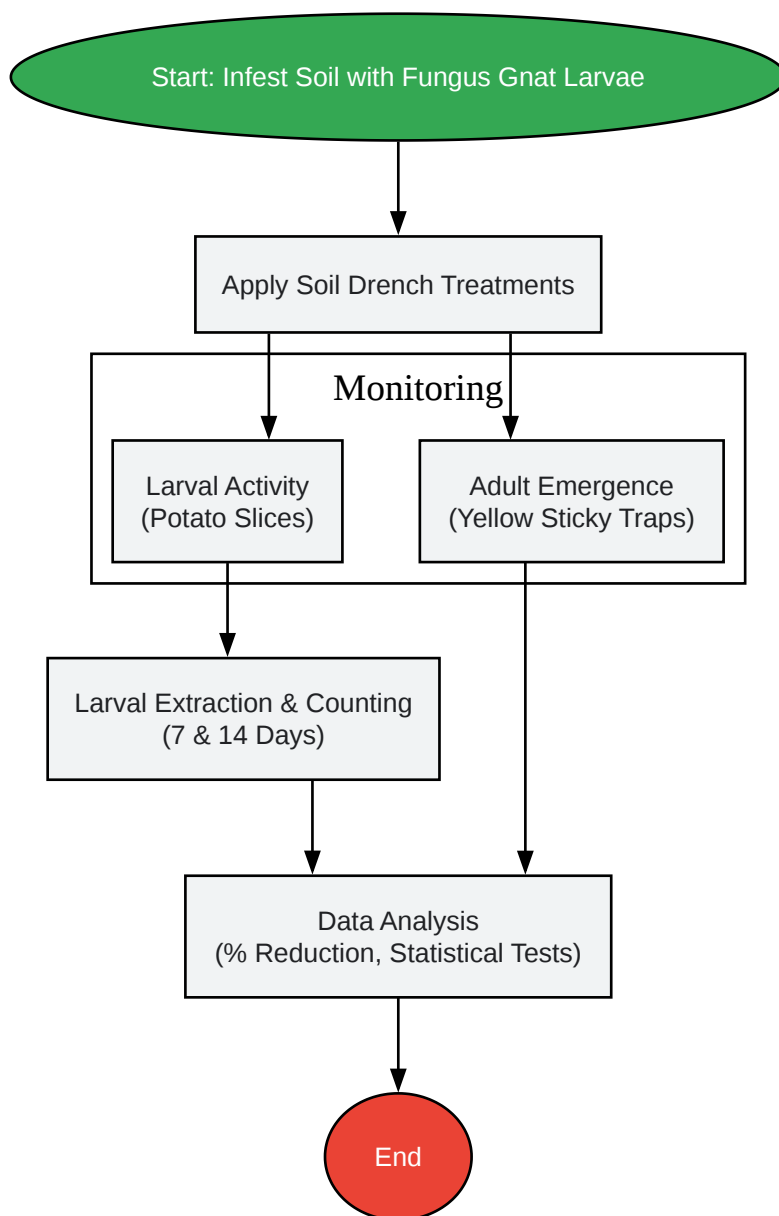 Start: Infest Soil with Fungus Gnat Larvae
Apply Soil Drench Treatments
Monitoring
Larval Activity
(Potato Slices)
Adult Emergence
(Yellow Sticky Traps)
Larval Extraction & Counting
(7 & 14 Days)
Data Analysis
(% Reduction, Statistical Tests)
End